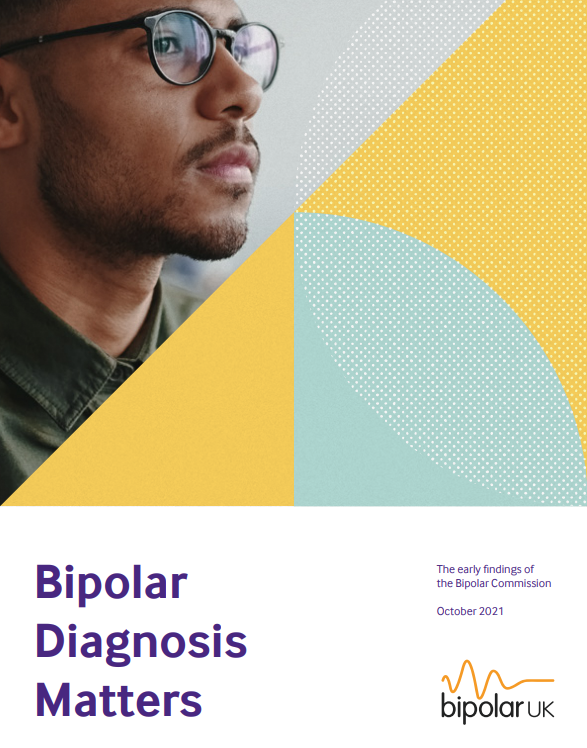 Bipolar
Diagnosis
Matters
The early findings of
the Bipolar Commission
October 2021
bipolar UK